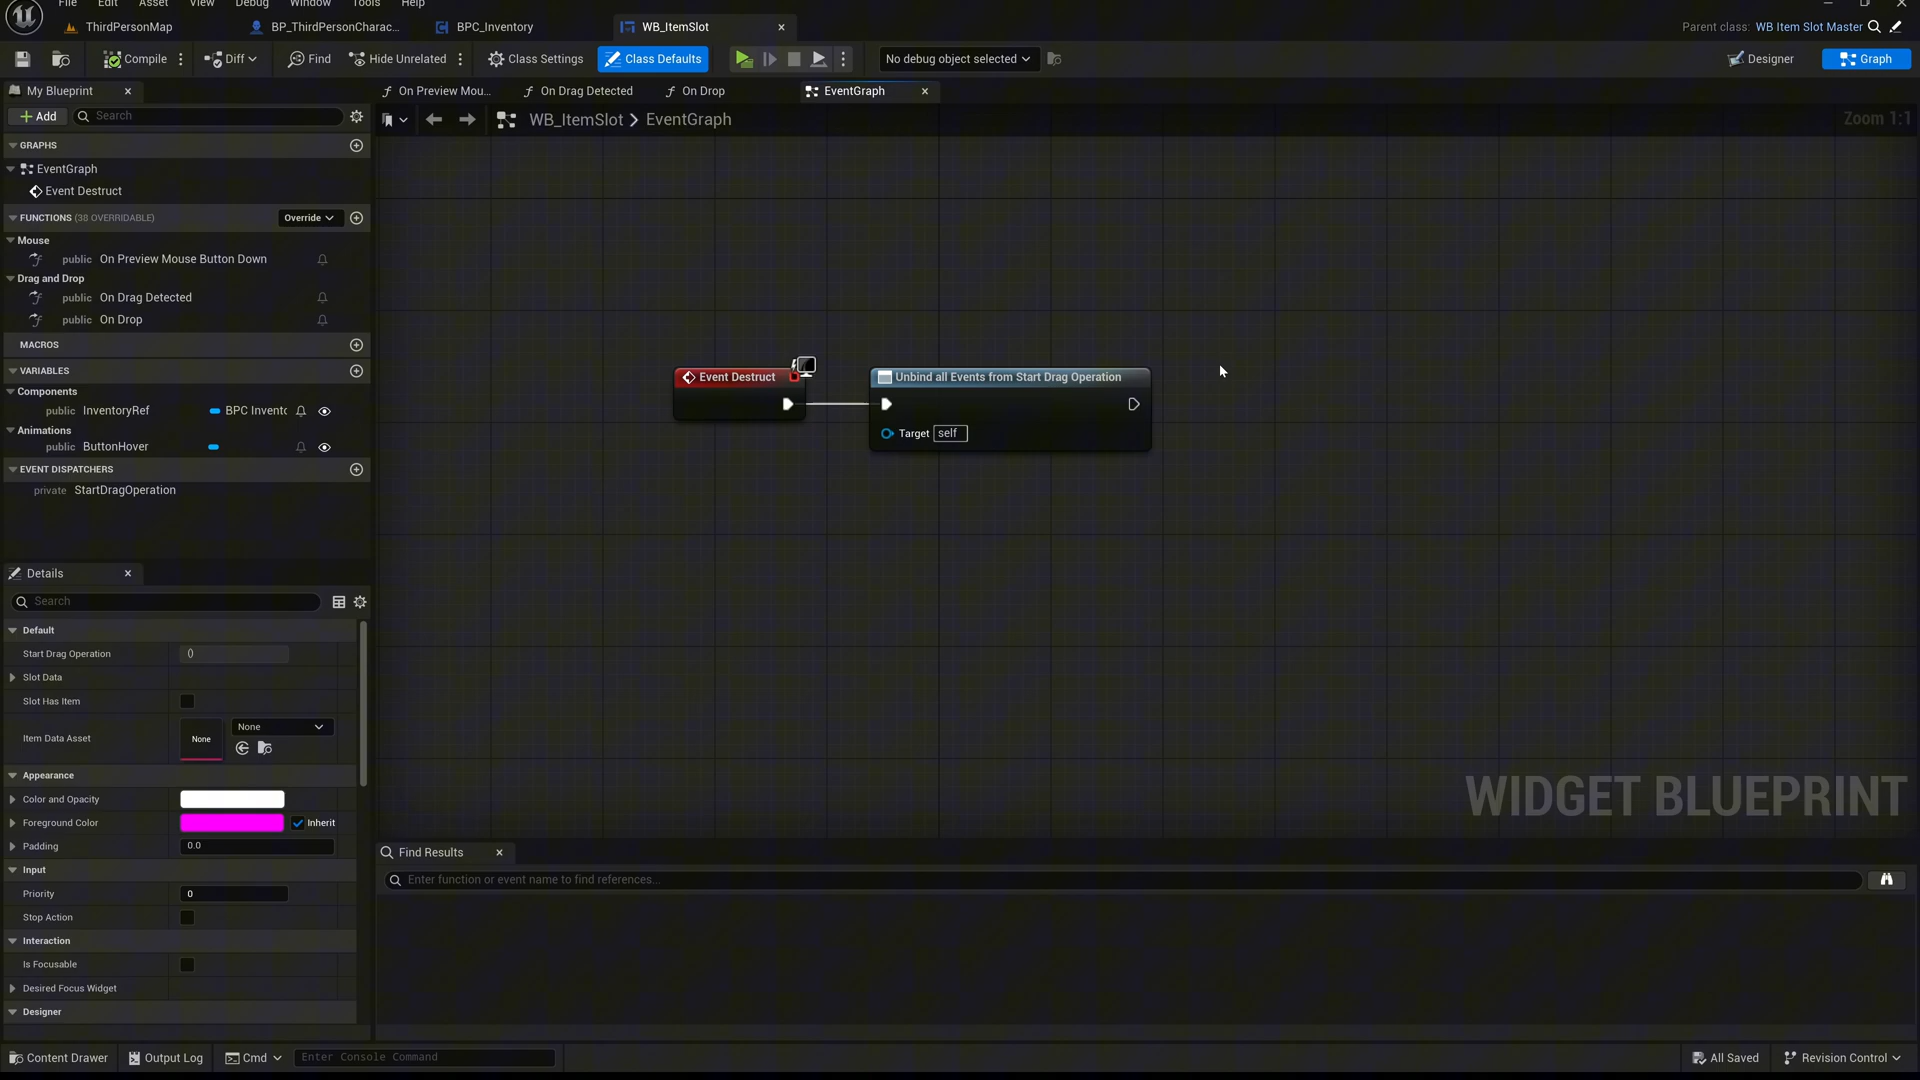 File Edit Asset View Debug Window Tools Help
ThirdPersonMap BP_ThirdPersonCharac... BPC_Inventory WB_ItemSlot Parent class: WB Item Slot Master
Compile Diff Find Hide Unrelated Class Settings Class Defaults No debug object selected Designer Graph
My Blueprint On Preview Mou... On Drag Detected On Drop EventGraph
Add Search WB_ItemSlot > EventGraph Zoom 1:1
GRAPHS
EventGraph
Event Destruct
FUNCTIONS (38 OVERRIDABLE) Override
Mouse
public On Preview Mouse Button Down
Drag and Drop
public On Drag Detected
public On Drop
MACROS
VARIABLES
Components
public InventoryRef BPC Invento
Animations
public ButtonHover
EVENT DISPATCHERS
private StartDragOperation
Event Destruct Unbind all Events from Start Drag Operation
Target self
Details
Search
Default
Start Drag Operation ()
Slot Data
Slot Has Item
Item Data Asset None None
Appearance
Color and Opacity
Foreground Color Inherit
Padding 0.0
Input
Priority 0
Stop Action
Interaction
Is Focusable
Desired Focus Widget
Designer
WIDGET BLUEPRINT
Find Results
Enter function or event name to find references...
Content Drawer Output Log Cmd Enter Console Command All Saved Revision Control